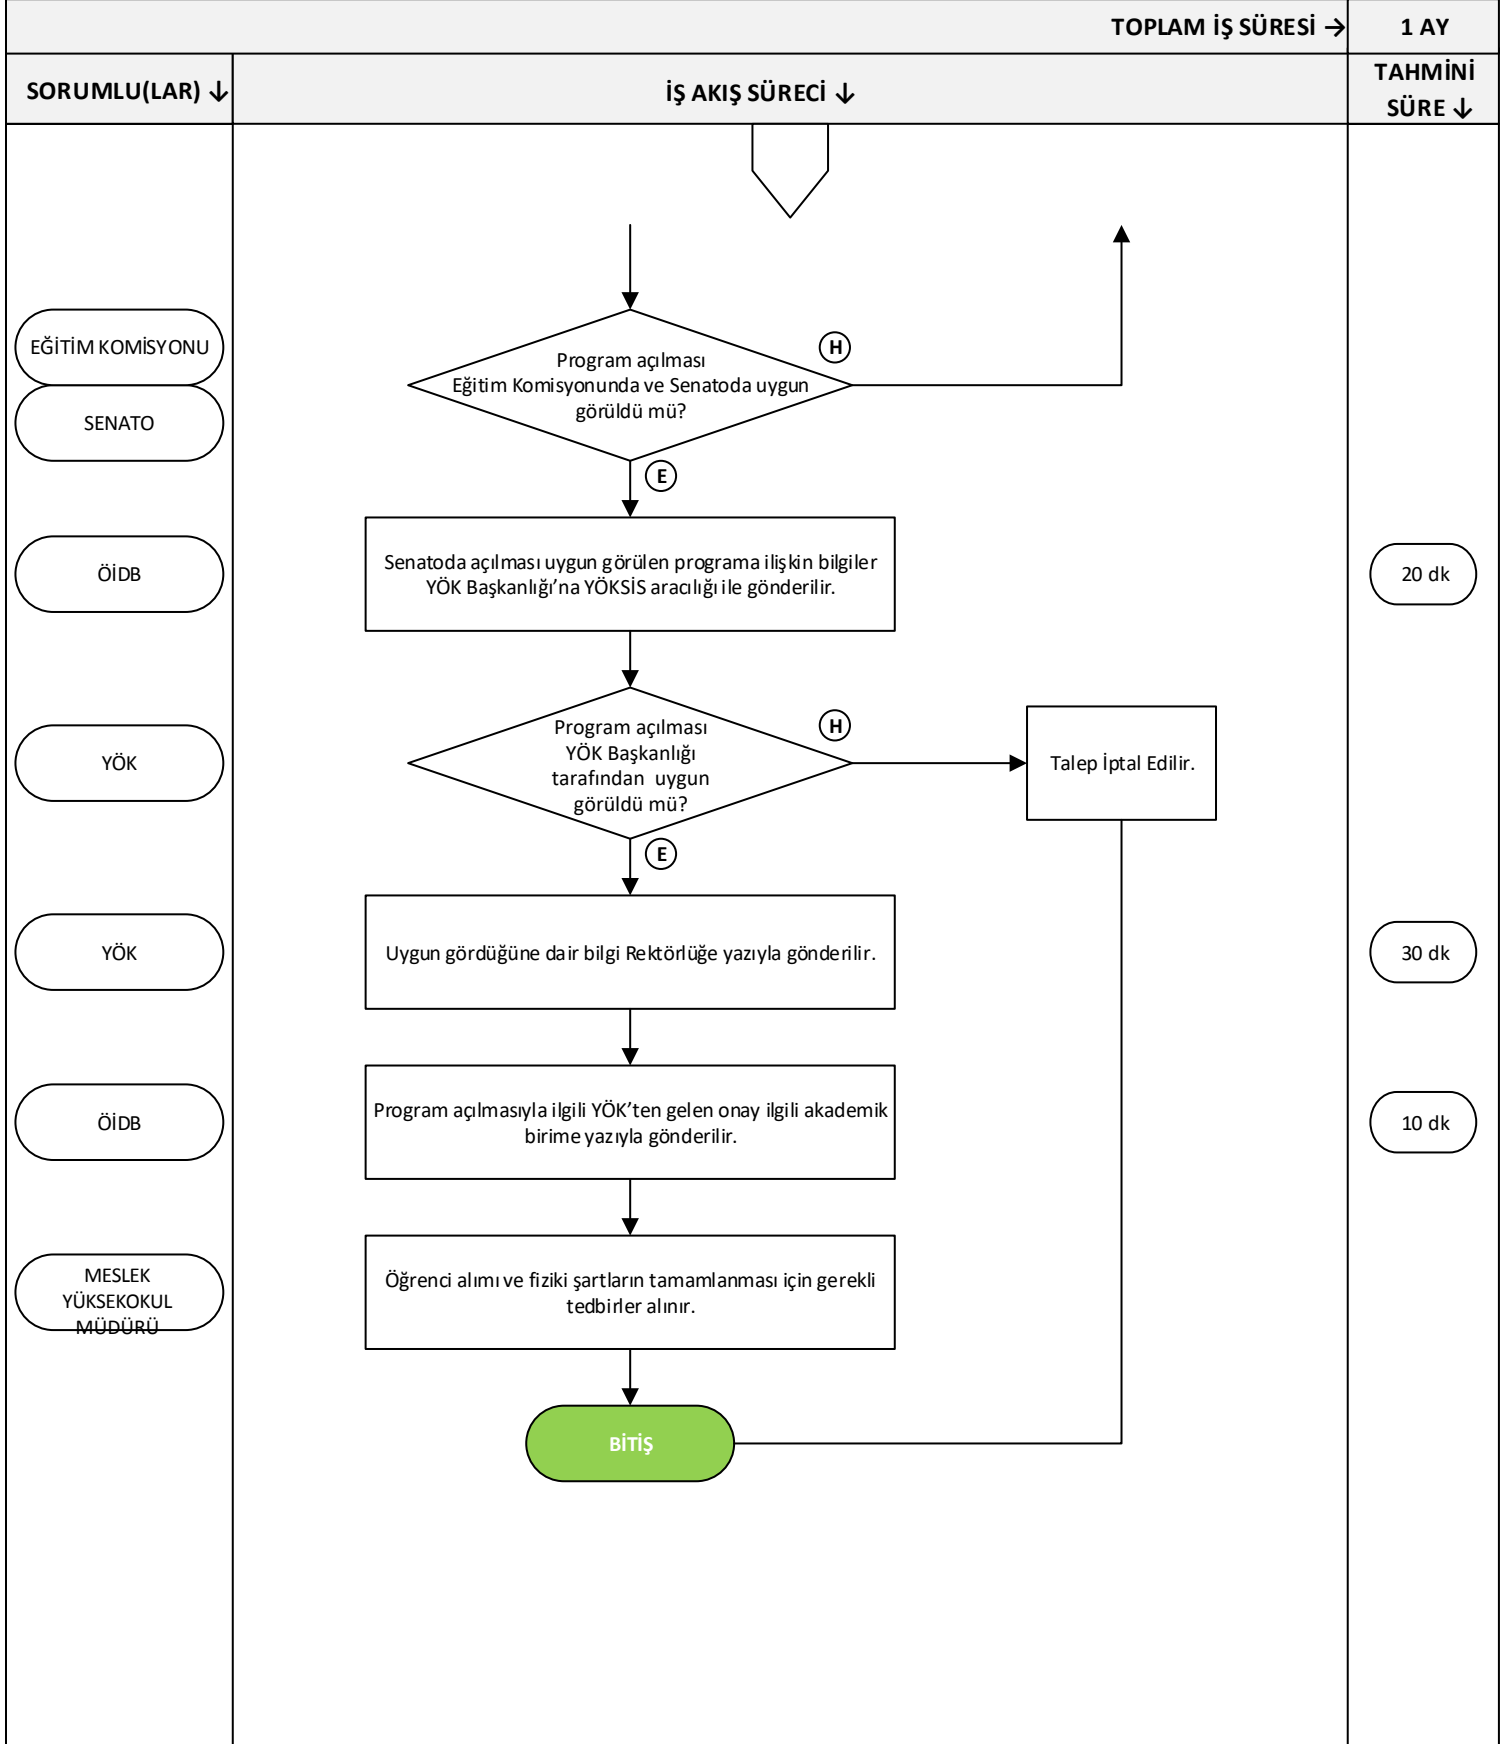 TOPLAM İŞ SÜRESİ →
1 AY
SORUMLU(LAR) ↓
İŞ AKIŞ SÜRECİ ↓
TAHMİNİ
SÜRE ↓
EĞİTİM KOMİSYONU
SENATO
Program açılması
Eğitim Komisyonunda ve Senatoda uygun
görüldü mü?
H
E
ÖİDB
Senatoda açılması uygun görülen programa ilişkin bilgiler
YÖK Başkanlığı’na YÖKSİS aracılığı ile gönderilir.
20 dk
YÖK
Program açılması
YÖK Başkanlığı
tarafından uygun
görüldü mü?
H
Talep İptal Edilir.
E
YÖK
Uygun gördüğüne dair bilgi Rektörlüğe yazıyla gönderilir.
30 dk
ÖİDB
Program açılmasıyla ilgili YÖK’ten gelen onay ilgili akademik
birime yazıyla gönderilir.
10 dk
MESLEK
YÜKSEKOKUL
MÜDÜRÜ
Öğrenci alımı ve fiziki şartların tamamlanması için gerekli
tedbirler alınır.
BİTİŞ